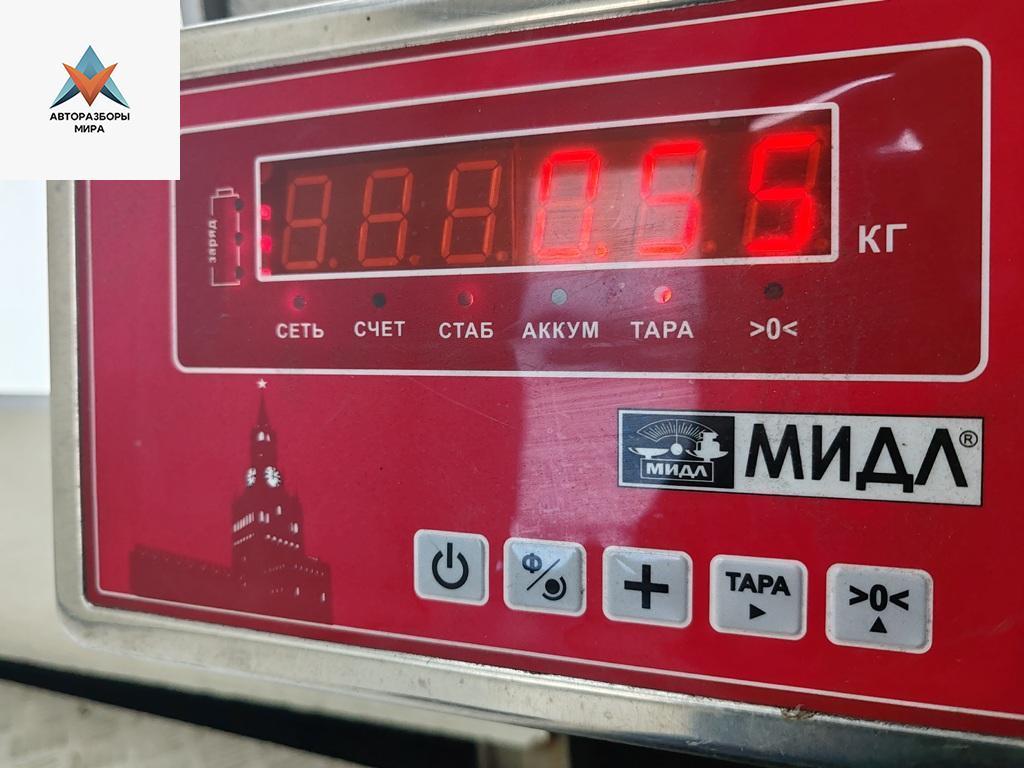 АВТОРАЗБОРЫ
МИРА
заряд
0.55
КГ
СЕТЬ СЧЕТ СТАБ АККУМ ТАРА >0<
МИДЛ МИДЛ®
Ф
ТАРА >0<